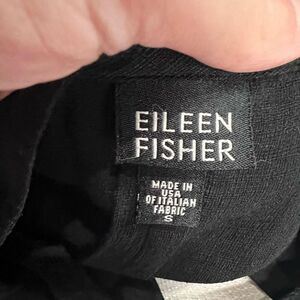 EILEEN
FISHER
MADE IN
USA
OF ITALIAN
FABRIC
S